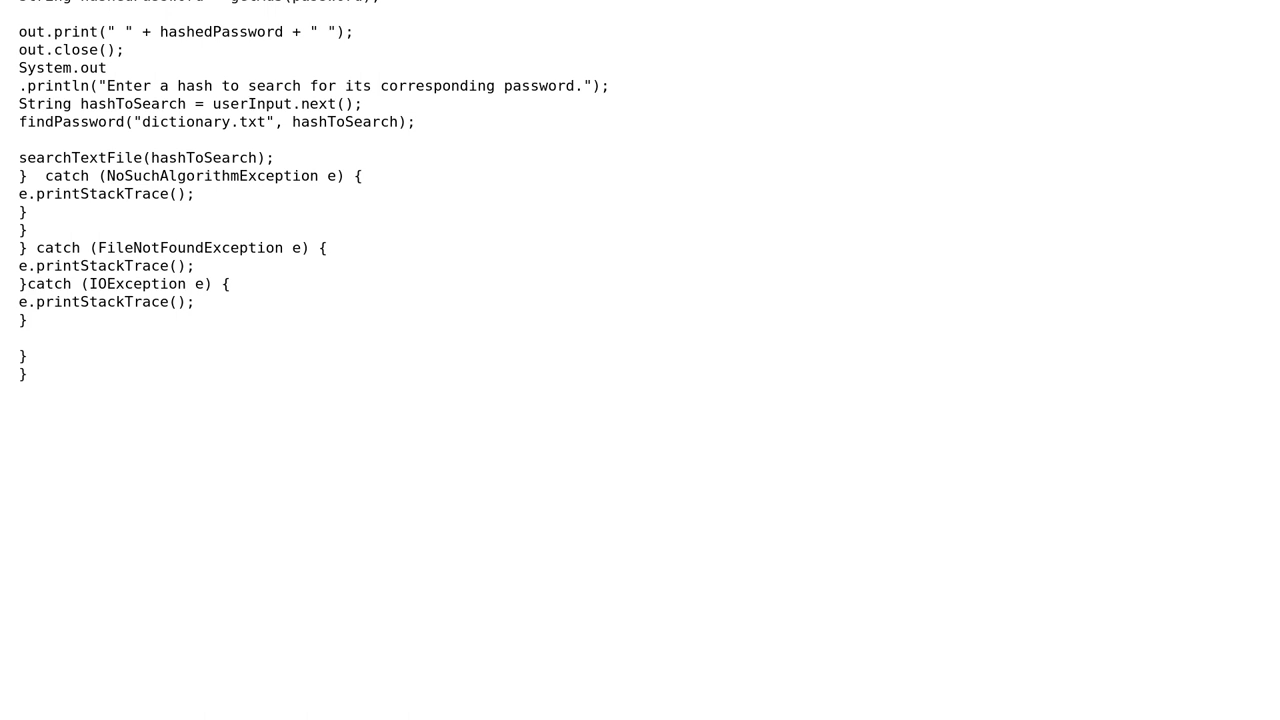 out.print(" " + hashedPassword + " ");
out.close();
System.out
.println("Enter a hash to search for its corresponding password.");
String hashToSearch = userInput.next();
findPassword("dictionary.txt", hashToSearch);
searchTextFile(hashToSearch);
}  catch (NoSuchAlgorithmException e) {
e.printStackTrace();
}
}
} catch (FileNotFoundException e) {
e.printStackTrace();
}catch (IOException e) {
e.printStackTrace();
}
}
}